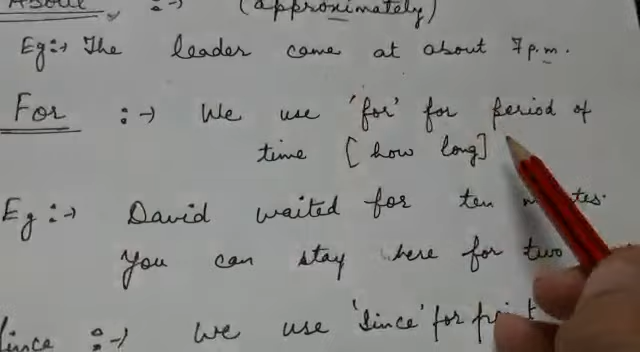 About :→ (approximately)
Eg:→ The leader came at about 7 p.m.
For :→ We use 'for' for period of
time [how long]
Eg:→ David waited for ten
You can stay here for two
Since :→ We use 'Since' for